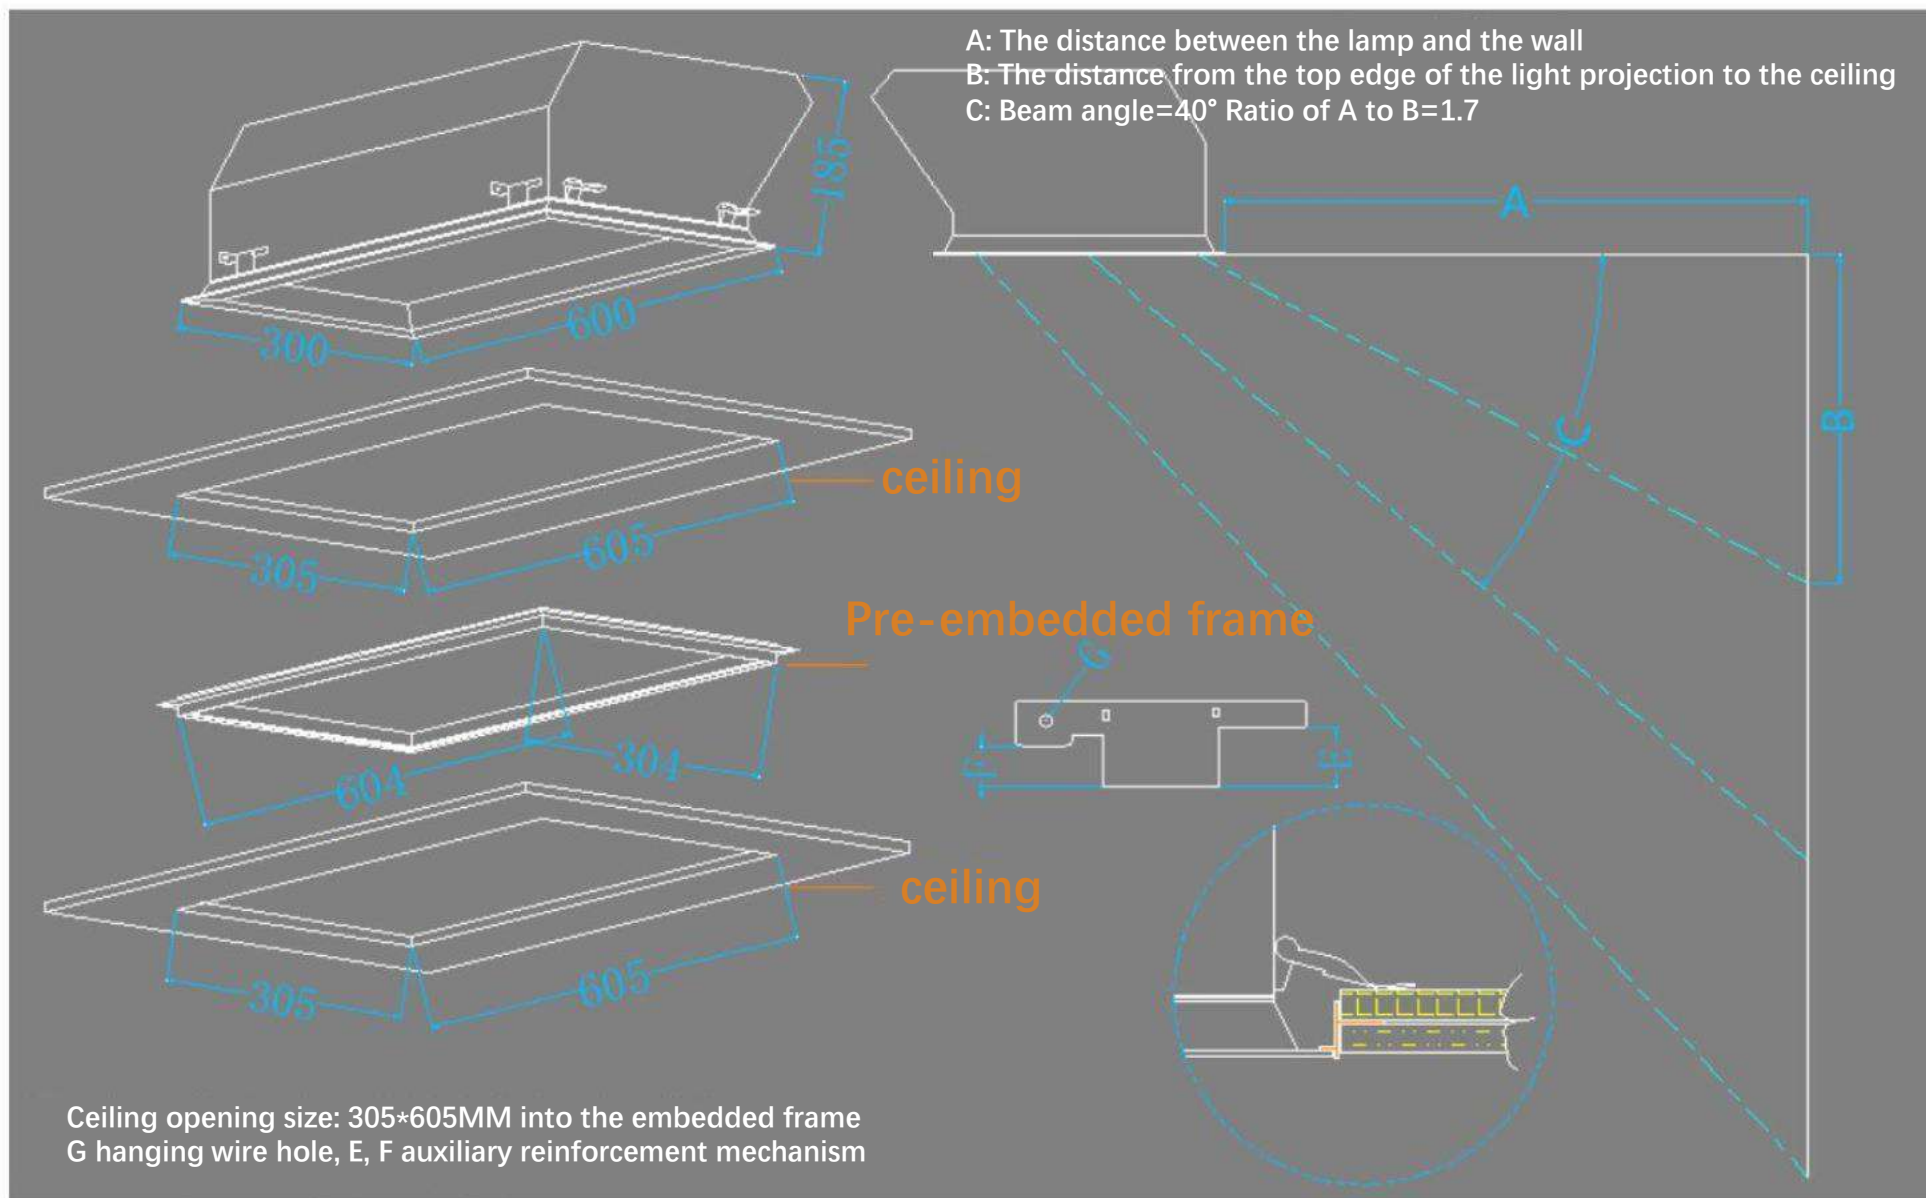 A: The distance between the lamp and the wall
B: The distance from the top edge of the light projection to the ceiling
C: Beam angle=40° Ratio of A to B=1.7
185
A
300
600
C
B
ceiling
305
605
Pre-embedded frame
G
604
304
F
E
ceiling
305
605
Ceiling opening size: 305*605MM into the embedded frame
G hanging wire hole, E, F auxiliary reinforcement mechanism